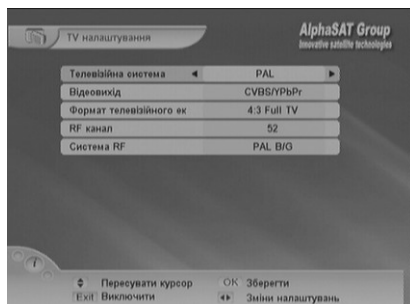 TV налаштування
AlphaSAT Group
Innovative satellite technologies
Телевізійна система PAL
Відеовихід CVBS/YPbPr
Формат телевізійного ек 4:3 Full TV
RF канал 52
Система RF PAL B/G
Пересувати курсор OK Зберегти
Exit Виключити Зміни налаштувань